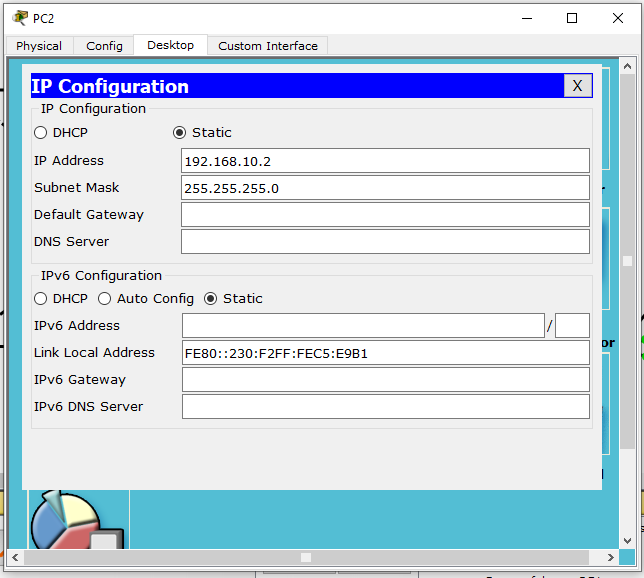 PC2
Physical Config Desktop Custom Interface
IP Configuration X
IP Configuration
DHCP Static
IP Address 192.168.10.2
Subnet Mask 255.255.255.0
Default Gateway
DNS Server
IPv6 Configuration
DHCP Auto Config Static
IPv6 Address /
Link Local Address FE80::230:F2FF:FEC5:E9B1
IPv6 Gateway
IPv6 DNS Server
or